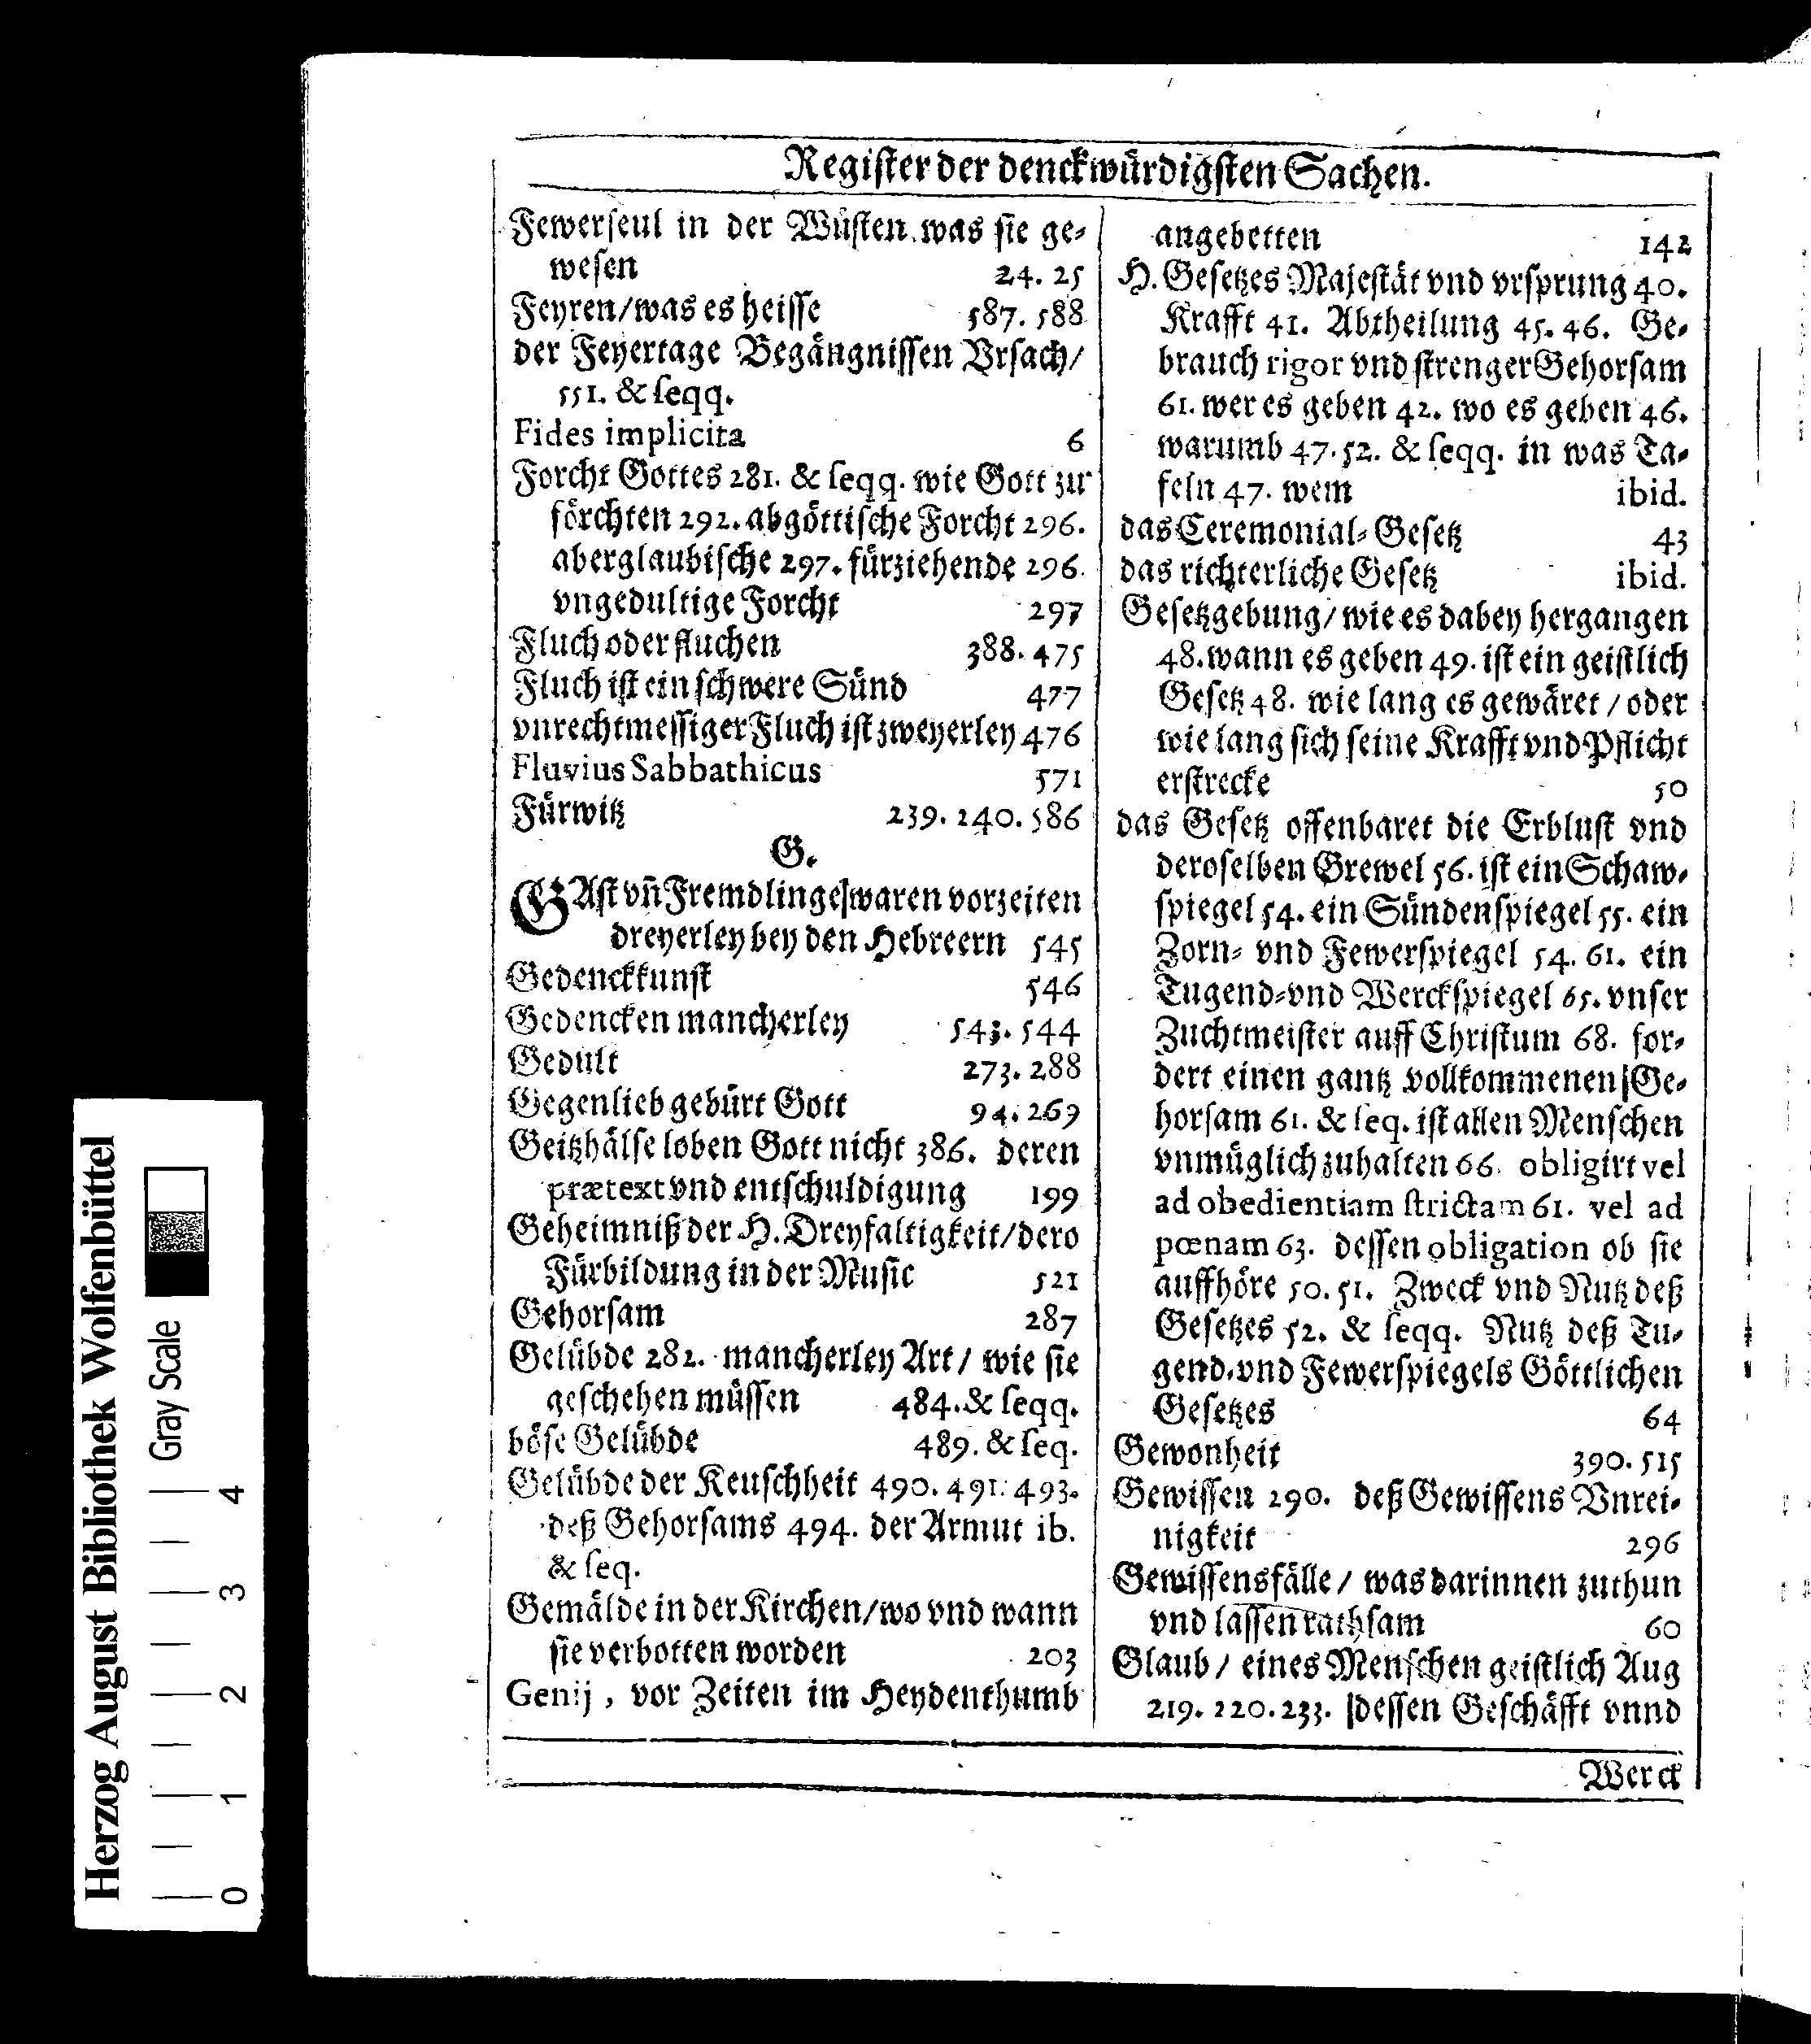 Register der denckwürdigsten Sachen.
Fewerseul in der Wüsten was sie ge-
wesen 24. 25
Feyren/was es heisse 587. 588
der Feyertage Begängnissen Vrsach/
551. & seqq.
Fides implicita 6
Forcht Gottes 281. & seqq. wie Gott zu
förchten 292. abgöttische Forcht 296.
aberglaubische 297. fürziehende 296.
vngedultige Forcht 297
Fluch oder fluchen 388. 475
Fluch ist ein schwere Sünd 477
vnrechtmessiger Fluch ist zweyerley 476
Fluvius Sabbathicus 571
Fürwitz 239. 240. 586
G.
GAst vn̄ Fremdlinge waren vorzeiten
dreyerley bey den Hebreern 545
Gedenckkunst 546
Gedencken mancherley 543. 544
Gedult 273. 288
Gegenlieb gebürt Gott 94. 269
Geitzhälse loben Gott nicht 386. deren
prætext vnd entschuldigung 199
Geheimniß der H. Dreyfaltigkeit/dero
Fürbildung in der Music 521
Gehorsam 287
Gelübde 282. mancherley Art / wie sie
geschehen müssen 484. & seqq.
böse Gelübde 489. & seq.
Gelübde der Keuschheit 490. 491. 493.
deß Gehorsams 494. der Armut ib.
& seq.
Gemälde in der Kirchen/wo vnd wann
sie verbotten worden 203
Genij , vor Zeiten im Heydenthumb
angebetten 142
H. Gesetzes Majestät vnd vrsprung 40.
Krafft 41. Abtheilung 45. 46. Ge-
brauch rigor vnd strenger Gehorsam
61. wer es geben 42. wo es geben 46.
warumb 47. 52. & seqq. in was Ta-
feln 47. wem ibid.
das Ceremonial-Gesetz 43
das richterliche Gesetz ibid.
Gesetzgebung/ wie es dabey hergangen
48. wann es geben 49. ist ein geistlich
Gesetz 48. wie lang es gewäret / oder
wie lang sich seine Krafft vnd Pflicht
erstrecke 50
das Gesetz offenbaret die Erblust vnd
deroselben Grewel 56. ist ein Schaw-
spiegel 54. ein Sündenspiegel 55. ein
Zorn- vnd Fewerspiegel 54. 61. ein
Tugend-vnd Werckspiegel 65. vnser
Zuchtmeister auff Christum 68. for-
dert einen gantz vollkommenen Ge-
horsam 61. & seq. ist allen Menschen
vnmüglich zuhalten 66. obligirt vel
ad obedientiam strictam 61. vel ad
pœnam 63. dessen obligation ob sie
auffhöre 50. 51. Zweck vnd Nutz deß
Gesetzes 52. & seqq. Nutz deß Tu-
gend-vnd Fewerspiegels Göttlichen
Gesetzes 64
Gewonheit 390. 515
Gewissen 290. deß Gewissens Vnrei-
nigkeit 296
Gewissensfälle / was darinnen zuthun
vnd lassen rathsam 60
Glaub / eines Menschen geistlich Aug
219. 220. 233. dessen Geschäfft vnnd
Werck
Herzog August Bibliothek Wolfenbüttel
Gray Scale
0 1 2 3 4